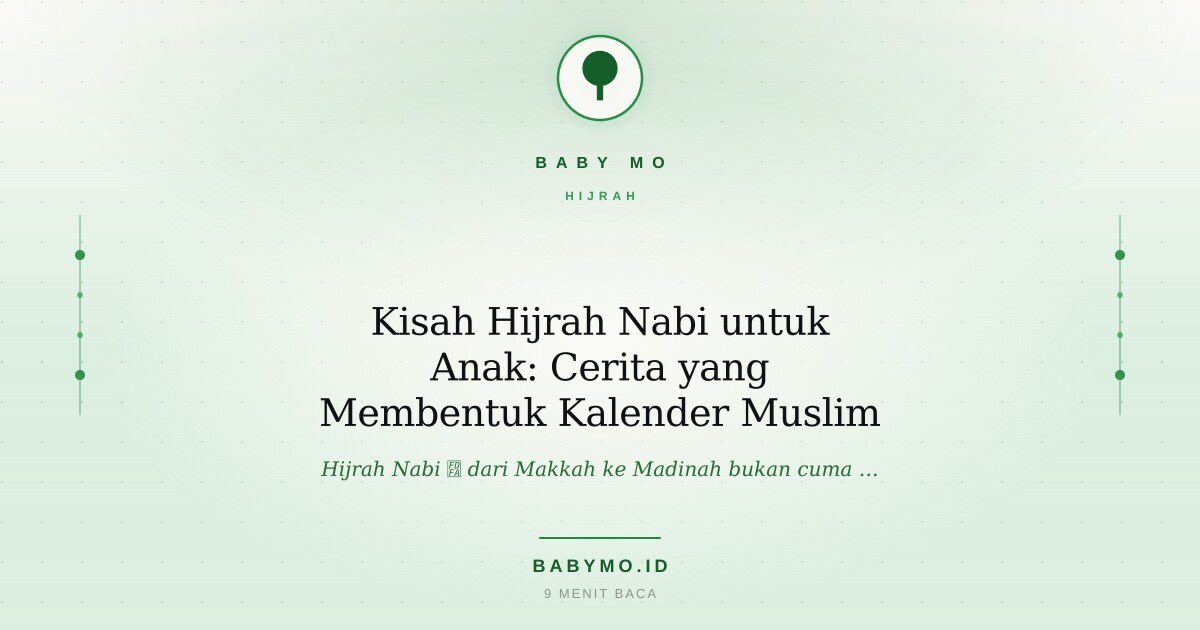 BABY MO
HIJRAH
Kisah Hijrah Nabi untuk
Anak: Cerita yang
Membentuk Kalender Muslim
Hijrah Nabi dari Makkah ke Madinah bukan cuma ...
BABYMO.ID
9 MENIT BACA